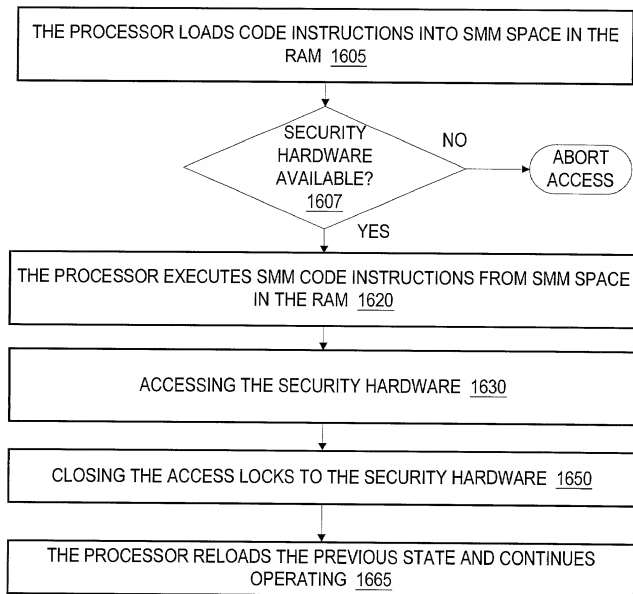 THE PROCESSOR LOADS CODE INSTRUCTIONS INTO SMM SPACE IN THE
RAM 1605
SECURITY
HARDWARE
AVAILABLE?
1607
NO
ABORT
ACCESS
YES
THE PROCESSOR EXECUTES SMM CODE INSTRUCTIONS FROM SMM SPACE
IN THE RAM 1620
ACCESSING THE SECURITY HARDWARE 1630
CLOSING THE ACCESS LOCKS TO THE SECURITY HARDWARE 1650
THE PROCESSOR RELOADS THE PREVIOUS STATE AND CONTINUES
OPERATING 1665